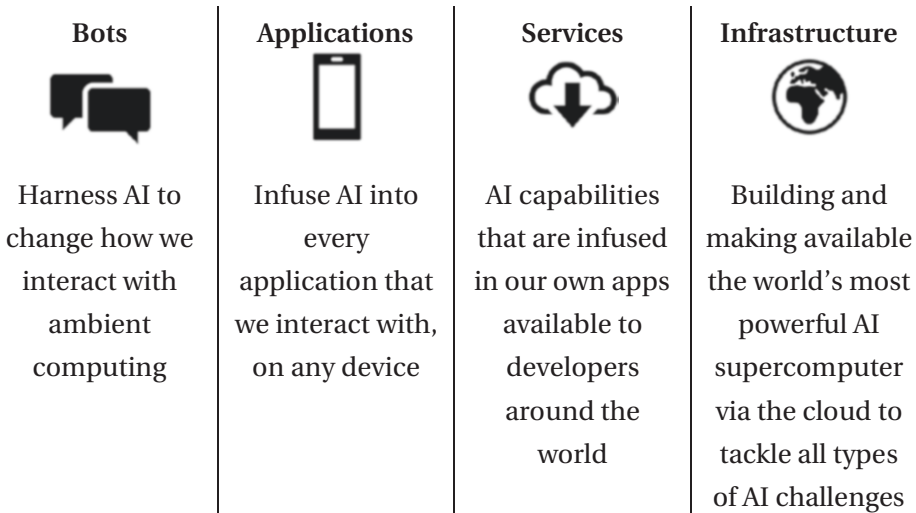 Bots
Harness AI to
change how we
interact with
ambient
computing
Applications
Infuse AI into
every
application that
we interact with,
on any device
Services
AI capabilities
that are infused
in our own apps
available to
developers
around the
world
Infrastructure
Building and
making available
the world’s most
powerful AI
supercomputer
via the cloud to
tackle all types
of AI challenges